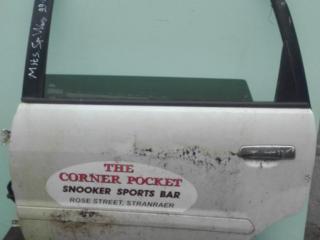 THE
CORNER POCKET
SNOOKER SPORTS BAR
ROSE STREET, STRANRAER